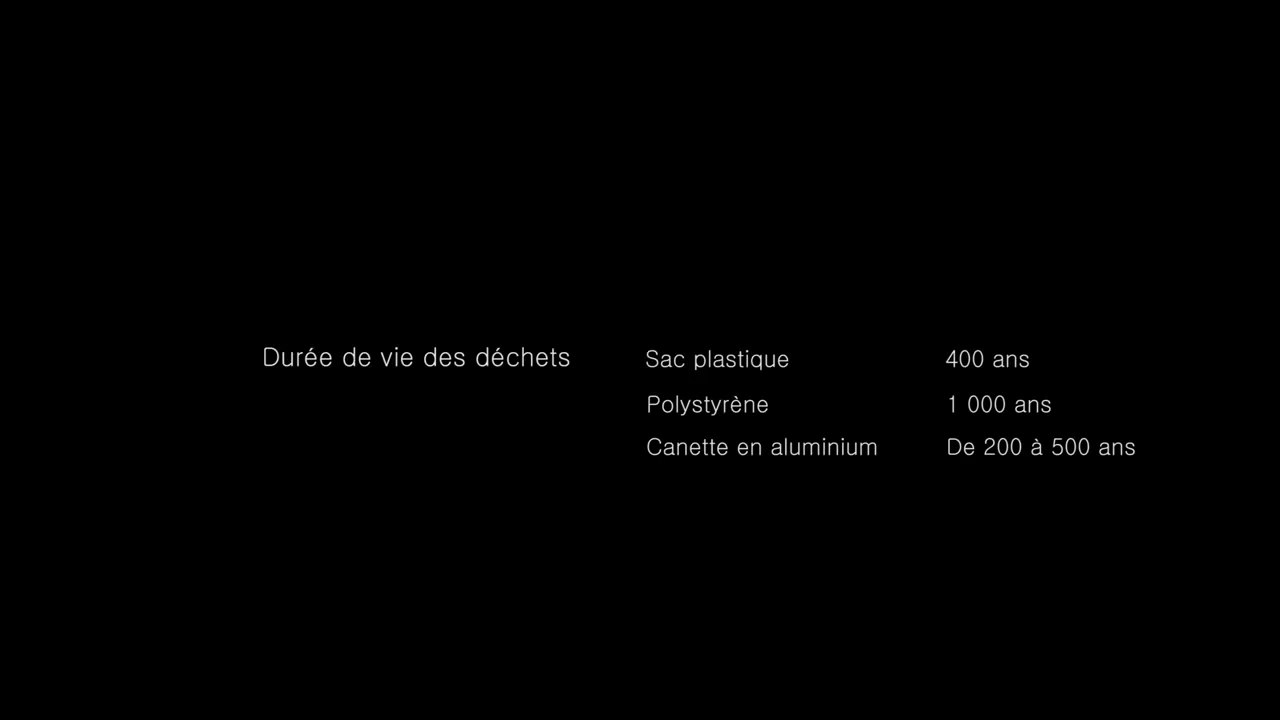 Durée de vie des déchets Sac plastique 400 ans
Polystyrène 1 000 ans
Canette en aluminium De 200 à 500 ans